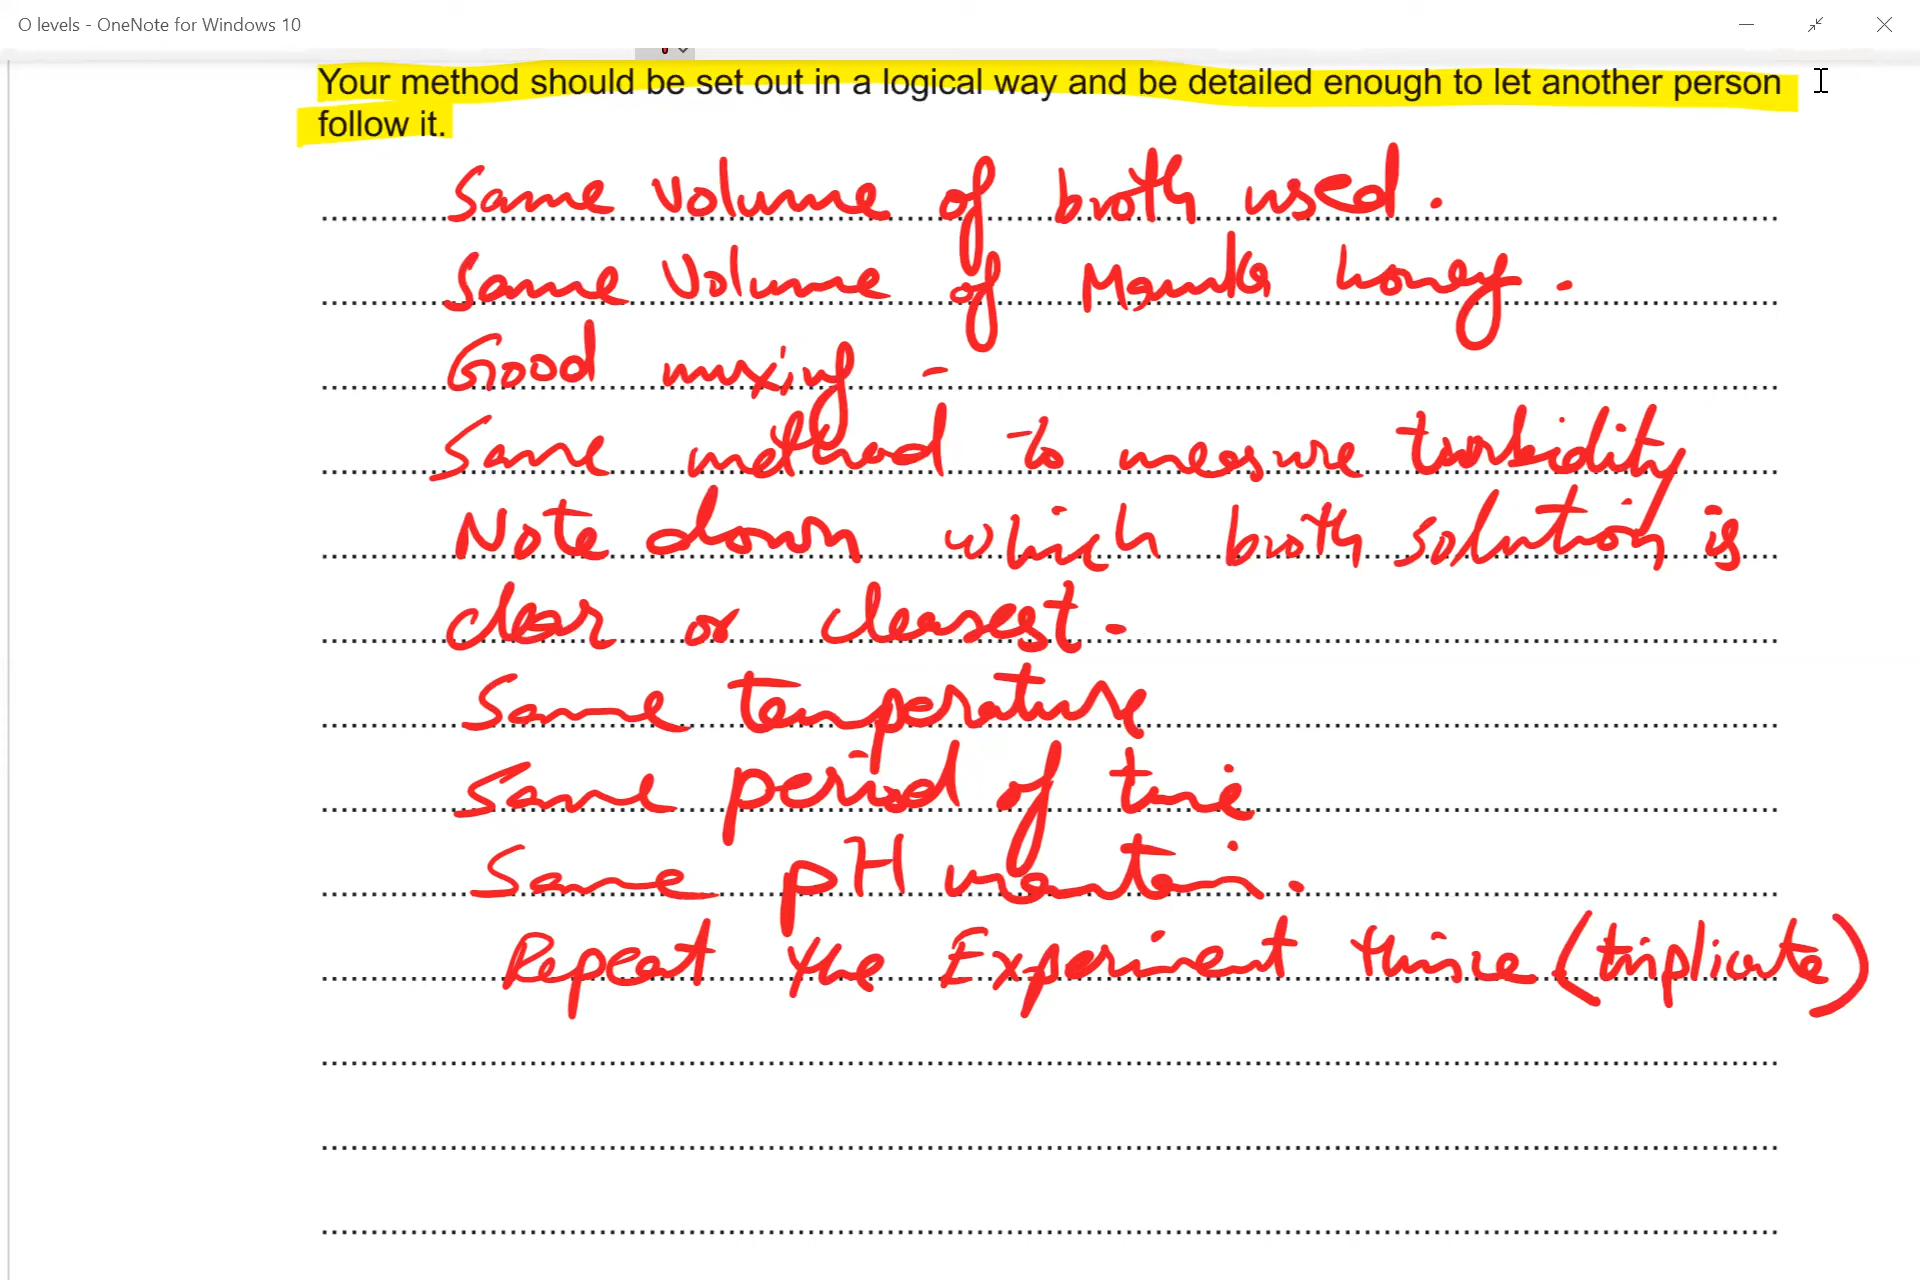 O levels - OneNote for Windows 10
Your method should be set out in a logical way and be detailed enough to let another person
follow it.
Same volume of broth used.
Same Volume of Manuka honey.
Good mixing -
Same method to measure turbidity
Note down which broth solution is
clear or clearest.
Same temperature
Same period of time
Same pH maintain.
Repeat the Experiment thrice (triplicate)